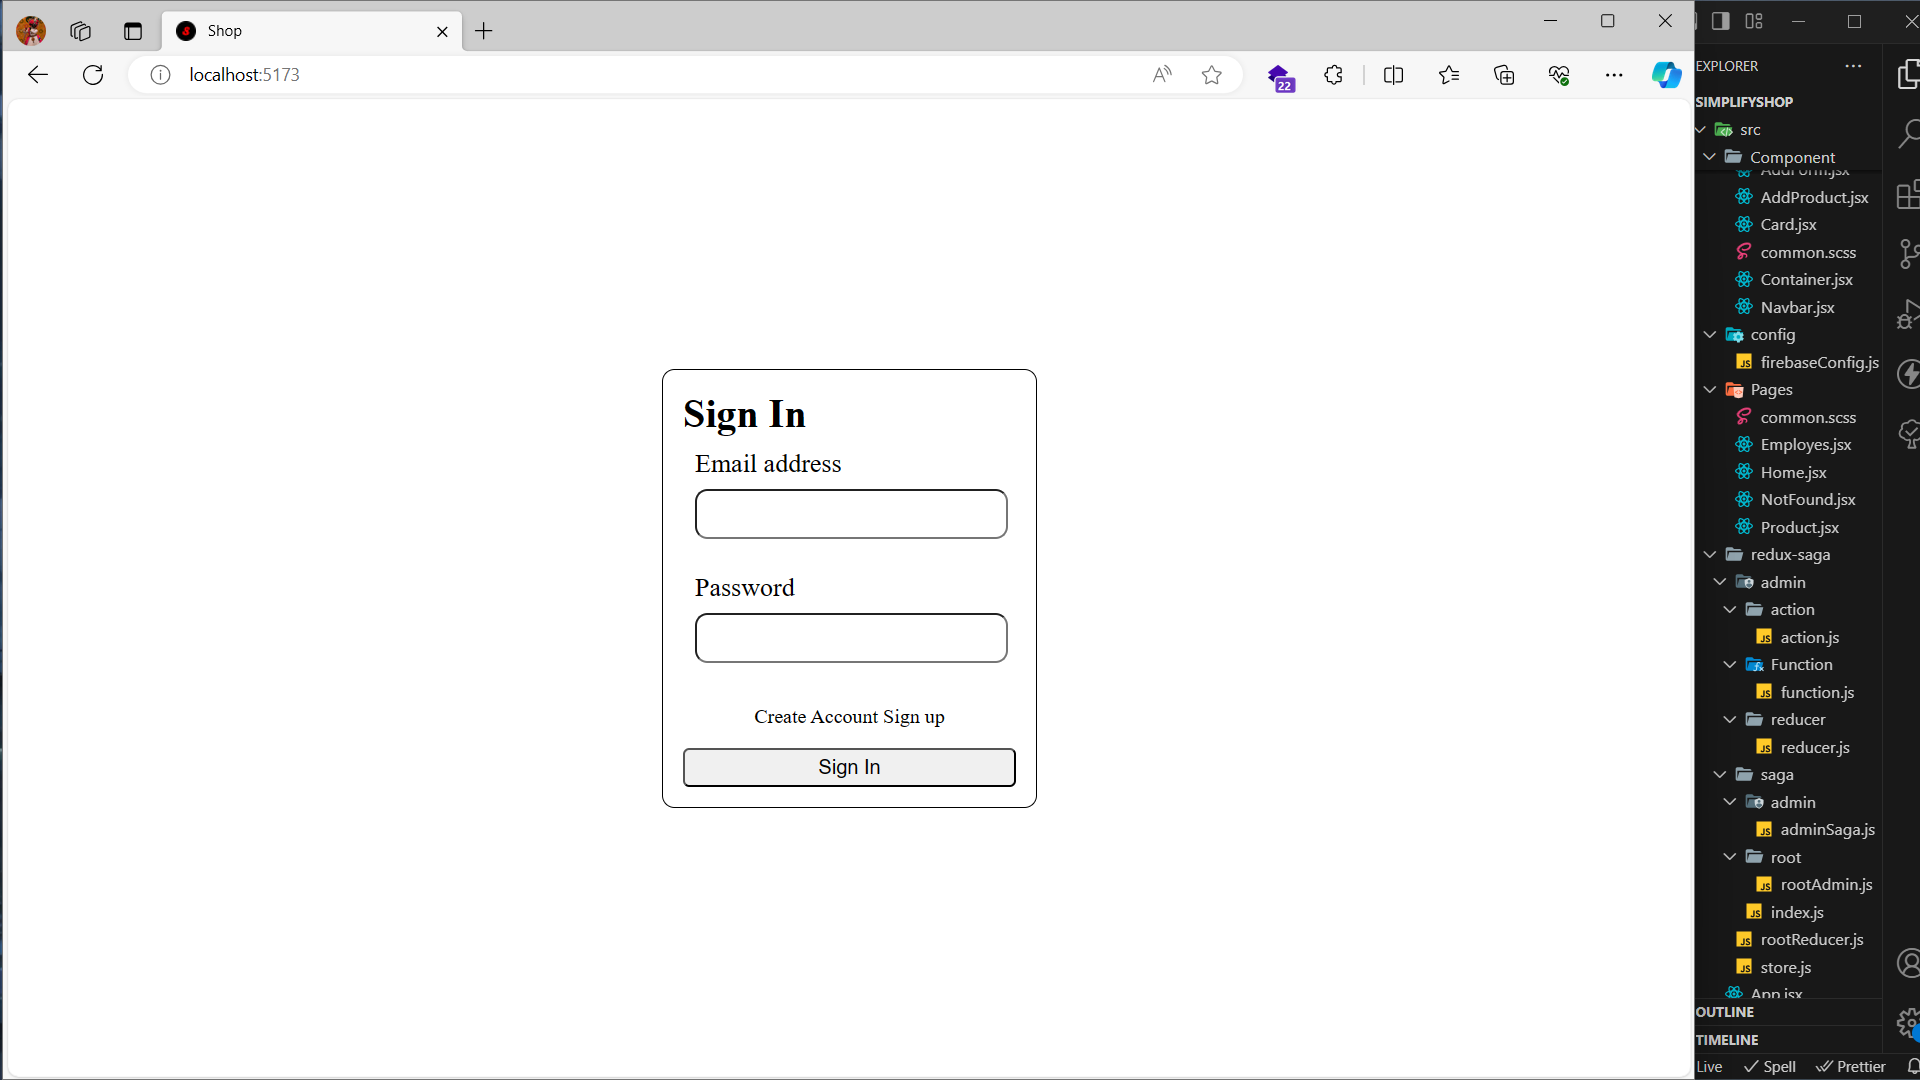 Shop
localhost:5173
22
Sign In
Email address
Password
Create Account Sign up
Sign In
EXPLORER
SIMPLIFYSHOP
src
Component
AddForm.jsx
AddProduct.jsx
Card.jsx
common.scss
Container.jsx
Navbar.jsx
config
firebaseConfig.js
Pages
common.scss
Employes.jsx
Home.jsx
NotFound.jsx
Product.jsx
redux-saga
admin
action
action.js
Function
function.js
reducer
reducer.js
saga
admin
adminSaga.js
root
rootAdmin.js
index.js
rootReducer.js
store.js
App.jsx
OUTLINE
TIMELINE
Live Spell Prettier